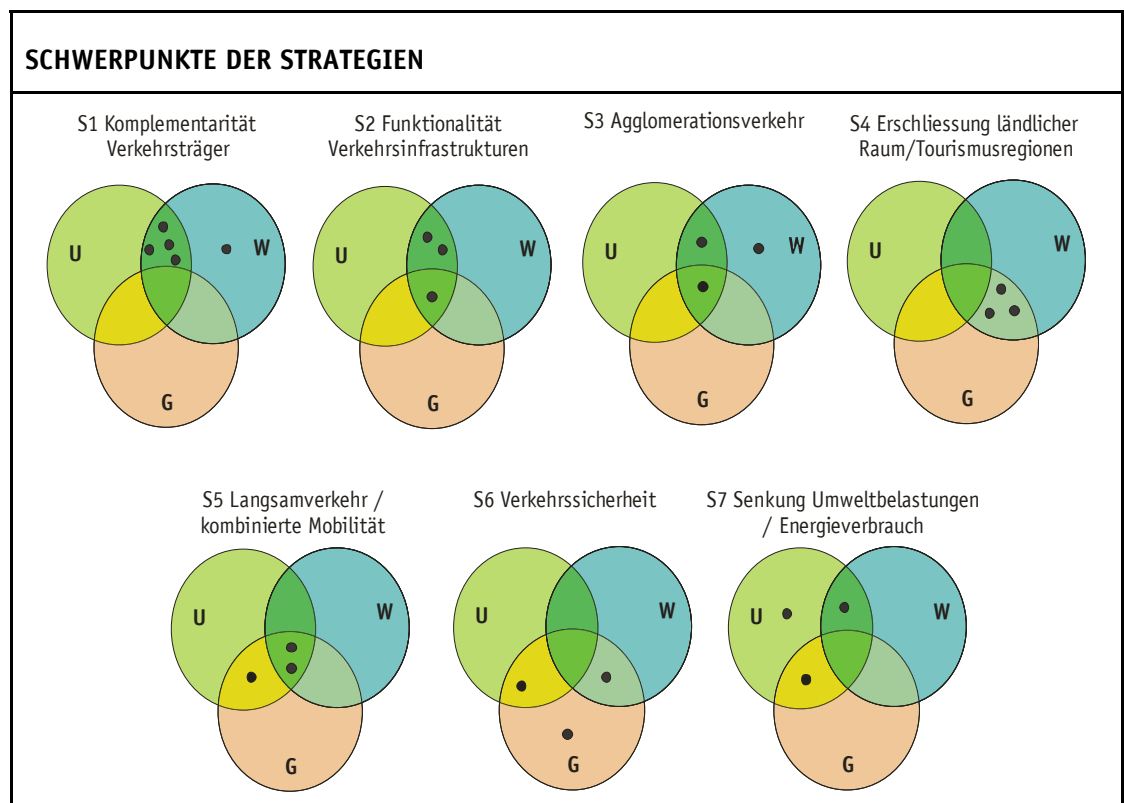 SCHWERPUNKTE DER STRATEGIEN
S1 Komplementarität
Verkehrsträger
U
W
G
S2 Funktionalität
Verkehrsinfrastrukturen
U
W
G
S3 Agglomerationsverkehr
U
W
G
S4 Erschliessung ländlicher
Raum/Tourismusregionen
U
W
G
S5 Langsamverkehr /
kombinierte Mobilität
U
W
G
S6 Verkehrssicherheit
U
W
G
S7 Senkung Umweltbelastungen
/ Energieverbrauch
U
W
G